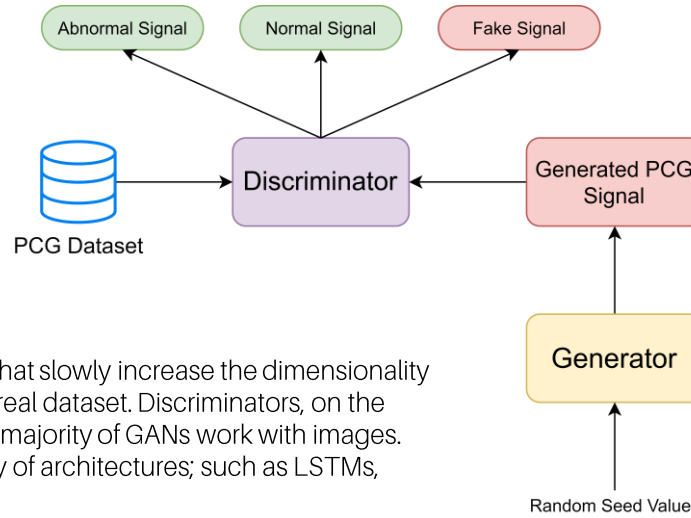 Abnormal Signal
Normal Signal
Fake Signal
Discriminator
Generated PCG
Signal
PCG Dataset
Generator
hat slowly increase the dimensionality
real dataset. Discriminators, on the
majority of GANs work with images.
y of architectures; such as LSTMs,
Random Seed Value